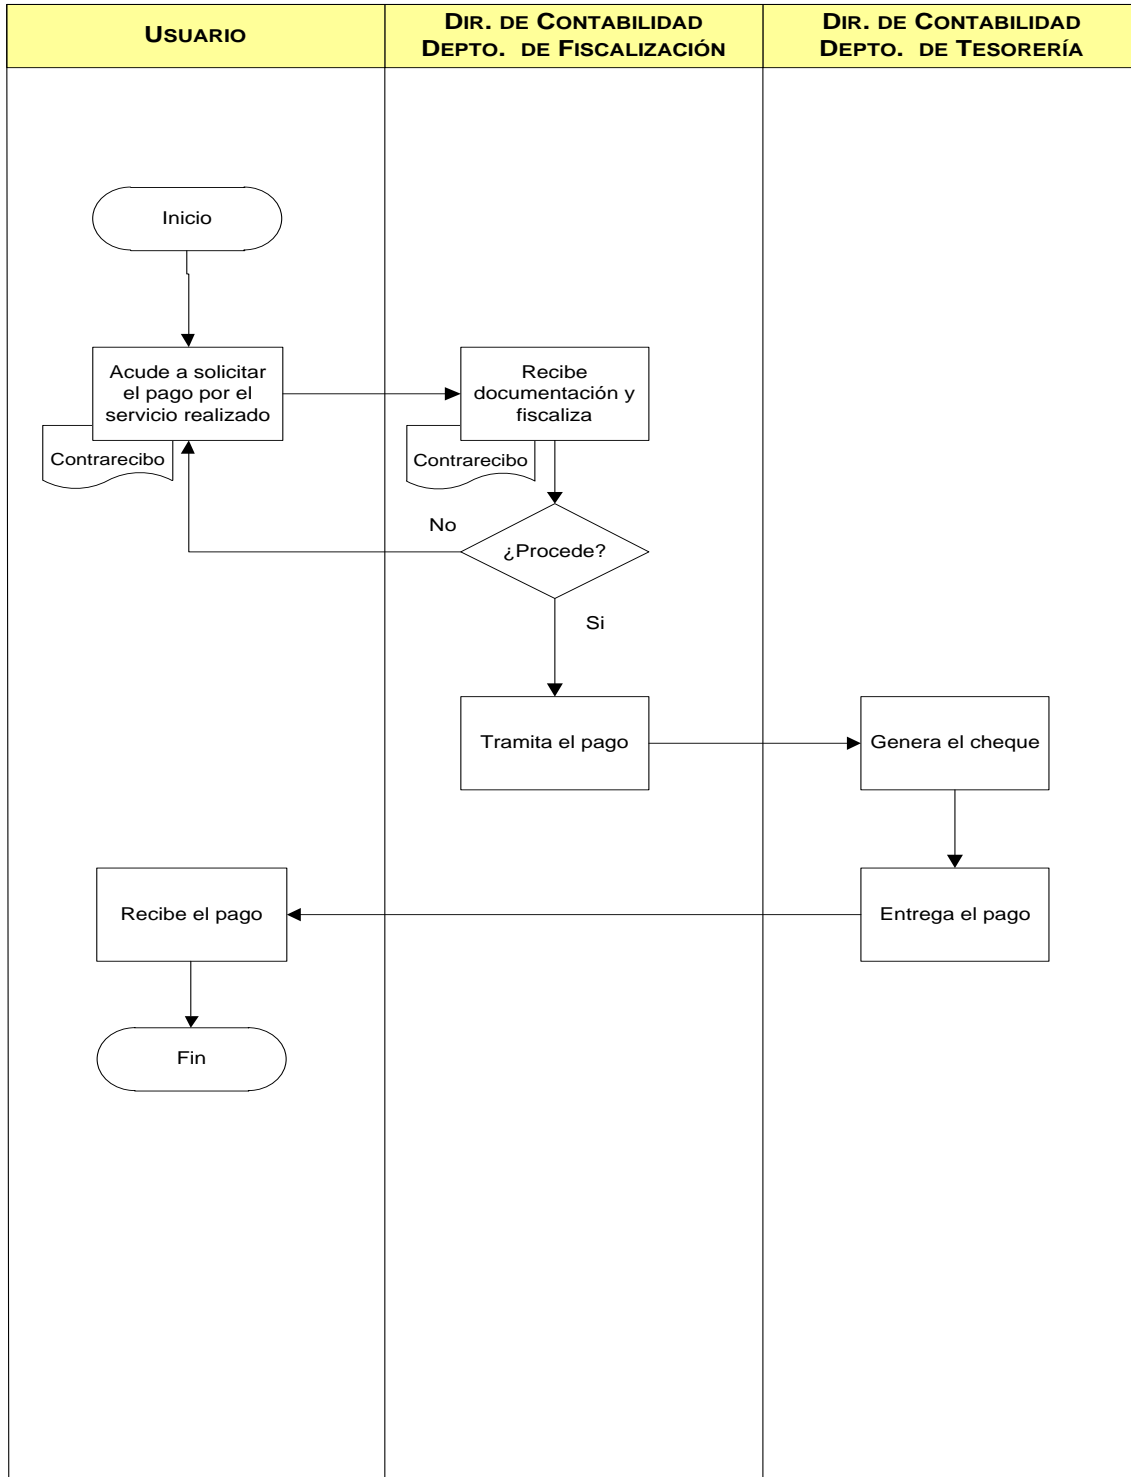 USUARIO
DIR. DE CONTABILIDAD
DEPTO. DE FISCALIZACIÓN
DIR. DE CONTABILIDAD
DEPTO. DE TESORERÍA
Inicio
Acude a solicitar
el pago por el
servicio realizado
Contrarecibo
Recibe
documentación y
fiscaliza
Contrarecibo
No
¿Procede?
Si
Tramita el pago
Genera el cheque
Recibe el pago
Entrega el pago
Fin